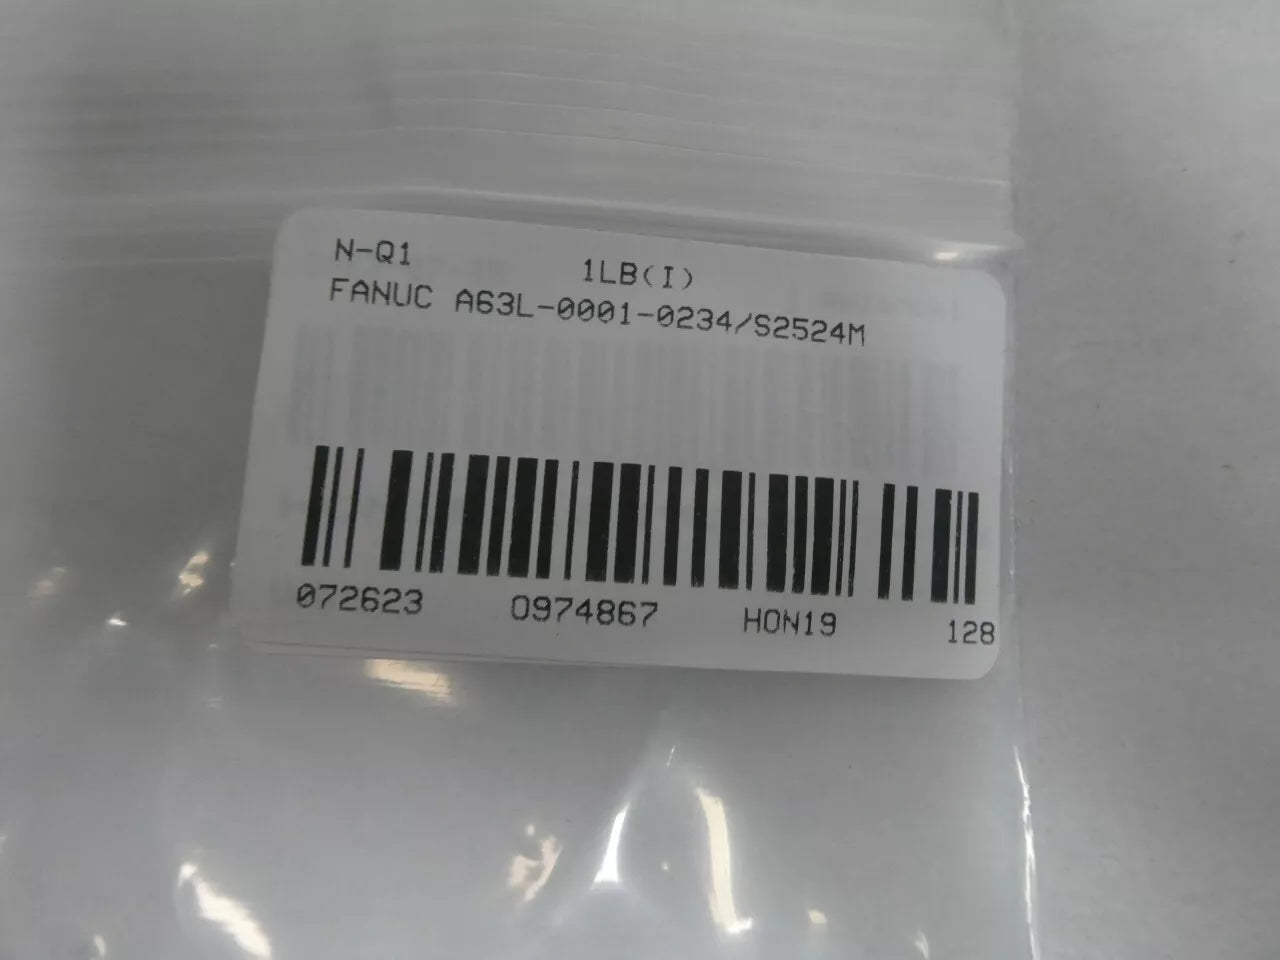 N-Q1 1LB(I)
FANUC A63L-0001-0234/S2524M
072623 0974867 HON19 128